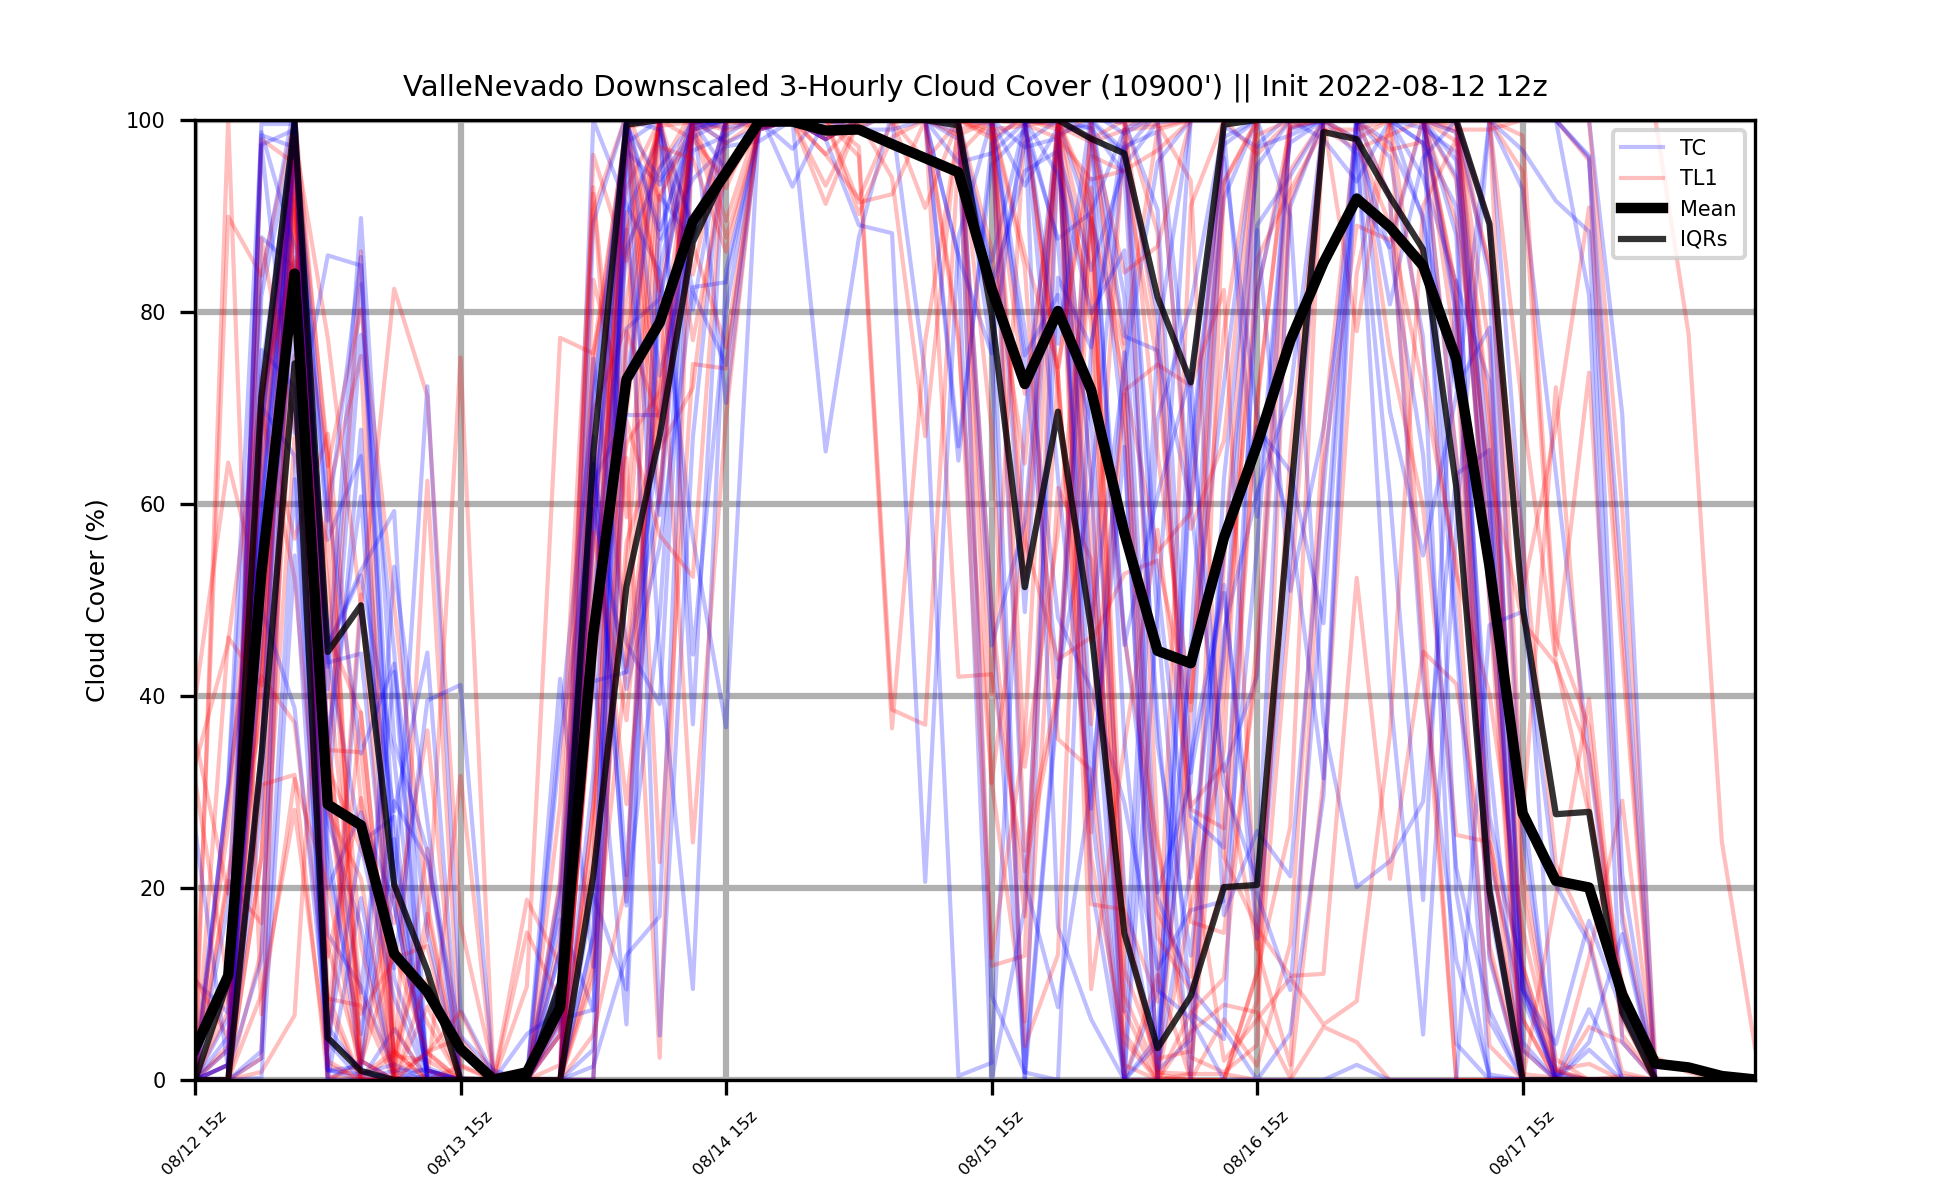 ValleNevado Downscaled 3-Hourly Cloud Cover (10900') || Init 2022-08-12 12z
TC
TL1
Mean
IQRs
Cloud Cover (%)
100
80
60
40
20
0
08/12 15z
08/13 15z
08/14 15z
08/15 15z
08/16 15z
08/17 15z